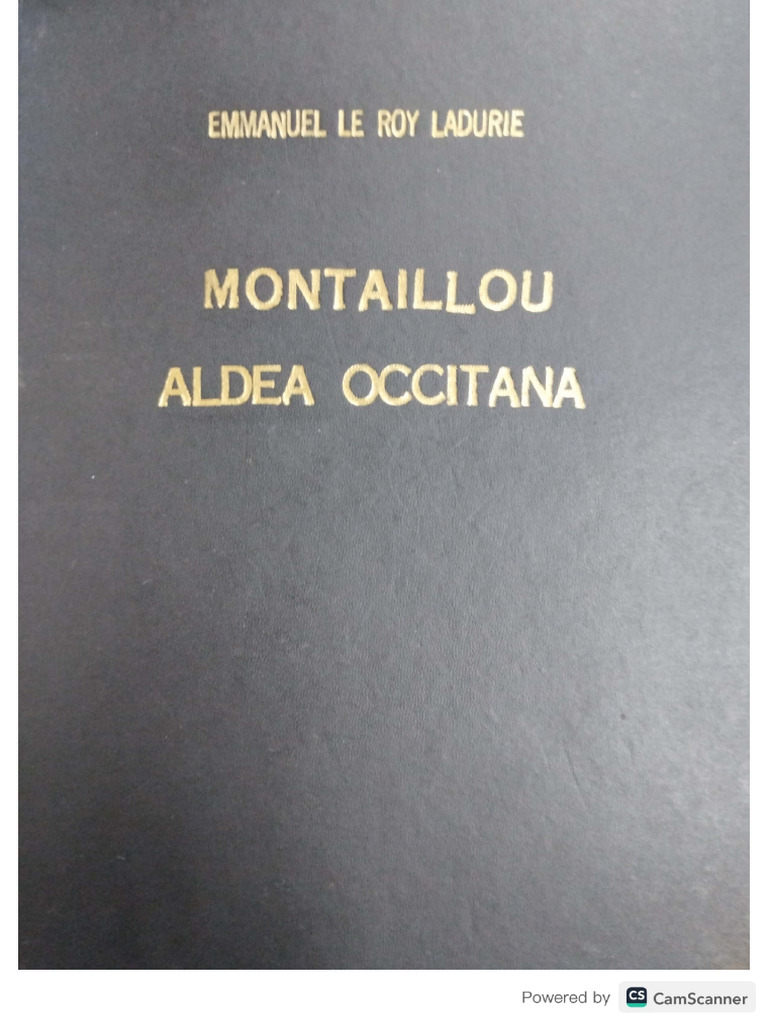 EMMANUEL LE ROY LADURIE
MONTAILLOU
ALDEA OCCITANA
Powered by CS CamScanner